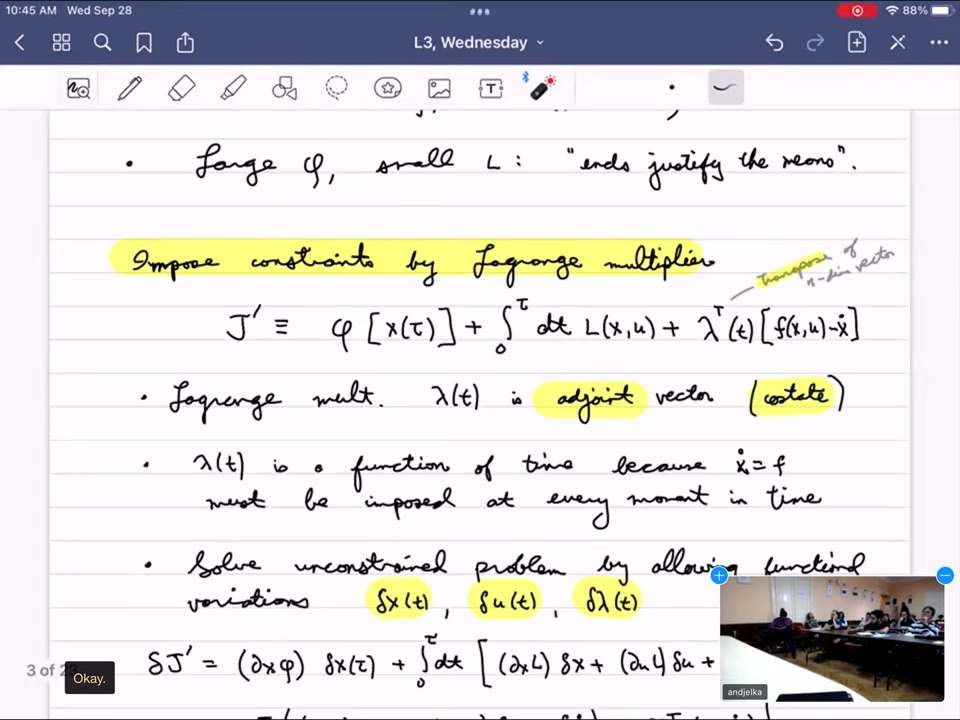 10:45 AM Wed Sep 28
88%
L3, Wednesday
• Large φ, small L : "ends justify the means".
Impose constraints by Lagrange multiplier
transpose of
n-dim vector
J′ ≡ φ[x(τ)] + ∫₀^τ dt L(x,u) + λᵀ(t)[f(x,u)-ẋ]
• Lagrange mult. λ(t) is adjoint vector (costate)
• λ(t) is a function of time because ẋ = f
must be imposed at every moment in time
• Solve unconstrained problem by allowing functional
variations δx(t), δu(t), δλ(t)
δJ′ = (∂xφ) δx(τ) + ∫₀^τ dt [(∂xL) δx + (∂uL) δu +
3 of 2
Okay.
andjelka